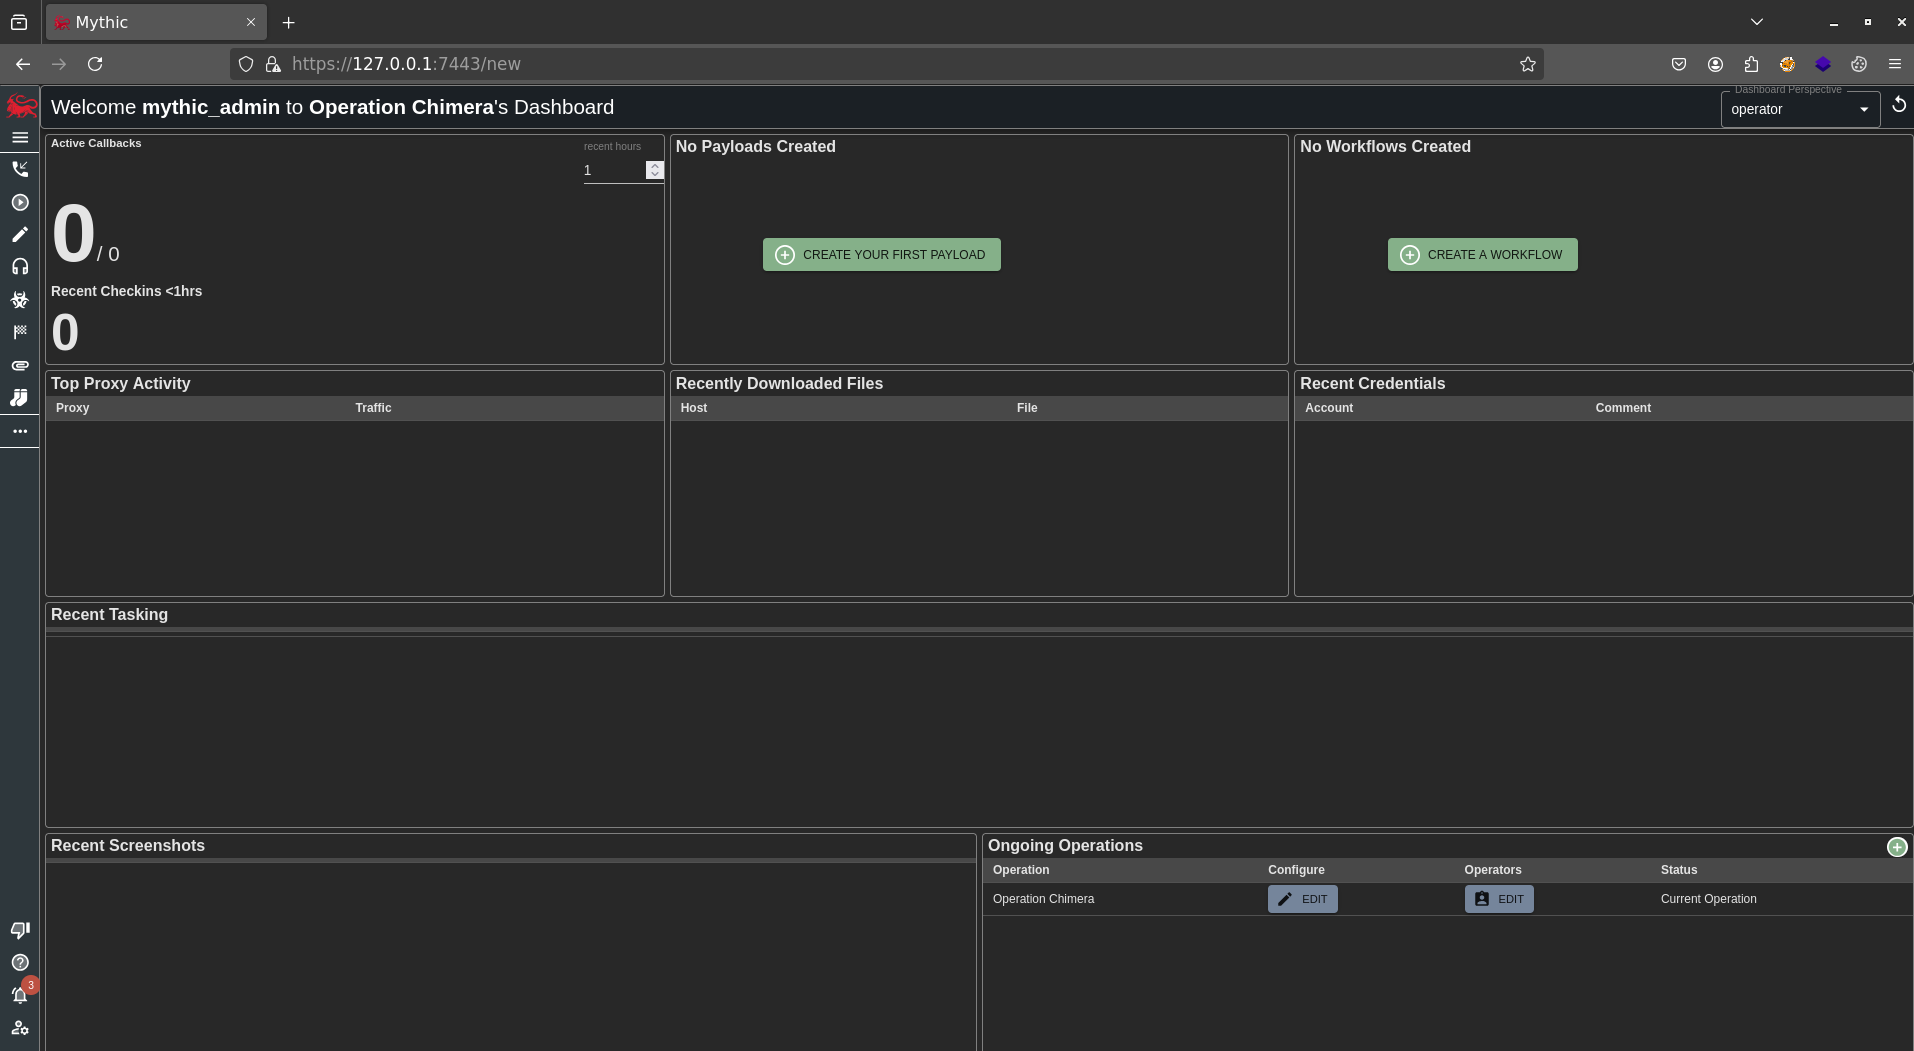 Mythic
https://127.0.0.1:7443/new
Welcome mythic_admin to Operation Chimera's Dashboard
Dashboard Perspective
operator
Active Callbacks
recent hours
1
0 / 0
Recent Checkins <1hrs
0
No Payloads Created
CREATE YOUR FIRST PAYLOAD
No Workflows Created
CREATE A WORKFLOW
Top Proxy Activity
Proxy Traffic
Recently Downloaded Files
Host File
Recent Credentials
Account Comment
Recent Tasking
Recent Screenshots
Ongoing Operations
Operation Configure Operators Status
Operation Chimera EDIT EDIT Current Operation
3